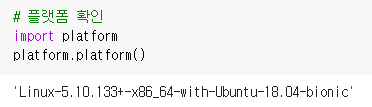 # 플랫폼 확인
import platform
platform.platform()
'Linux-5.10.133+-x86_64-with-Ubuntu-18.04-bionic'